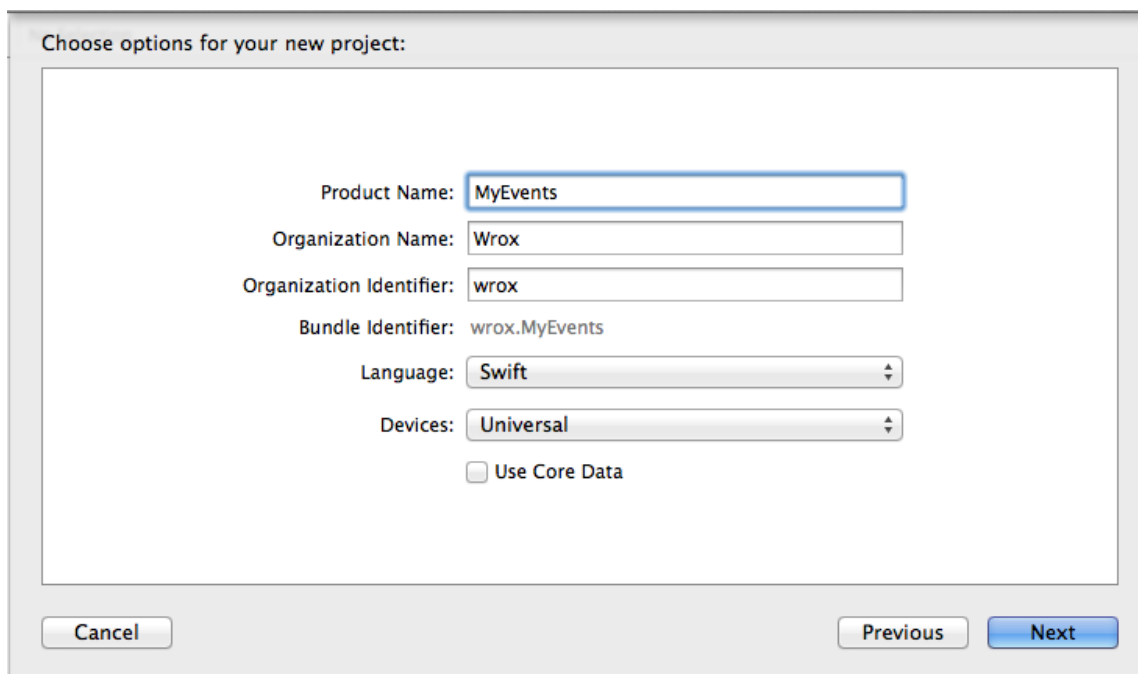 Choose options for your new project:
Product Name: MyEvents
Organization Name: Wrox
Organization Identifier: wrox
Bundle Identifier: wrox.MyEvents
Language: Swift
Devices: Universal
Use Core Data
Cancel Previous Next